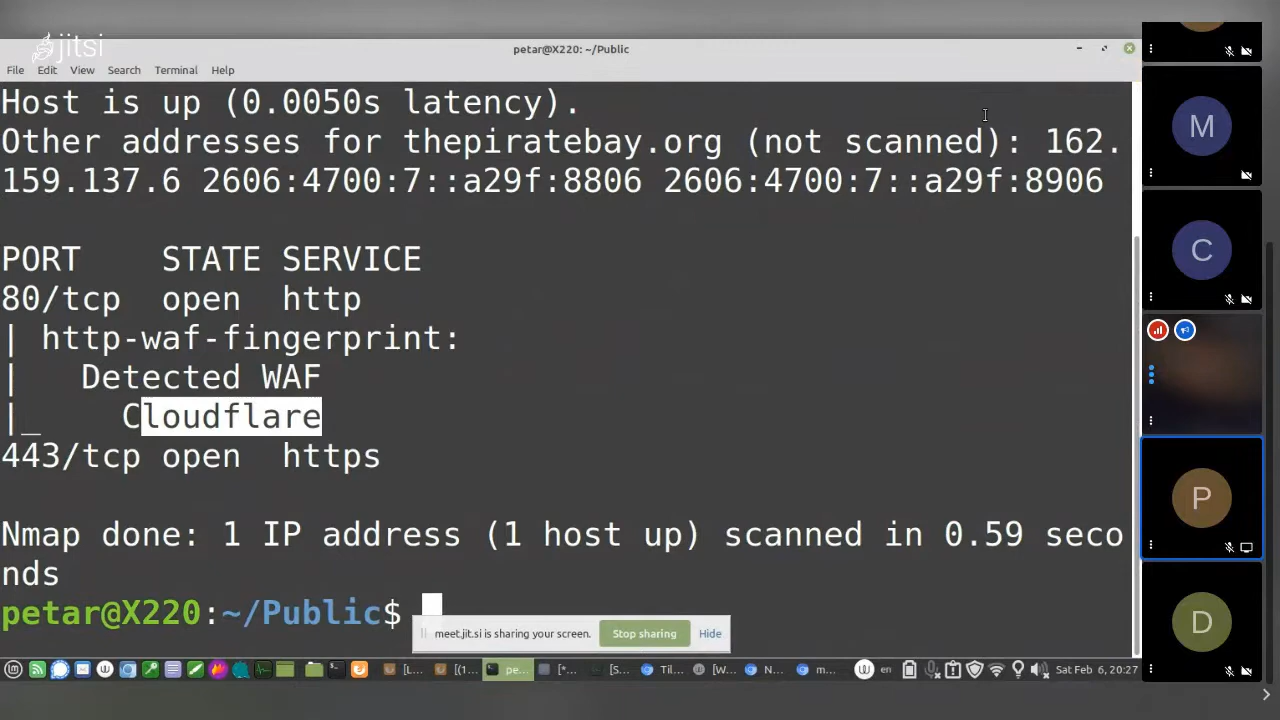 jitsi
petar@X220: ~/Public
File Edit View Search Terminal Help
Host is up (0.0050s latency).
Other addresses for thepiratebay.org (not scanned): 162.
159.137.6 2606:4700:7::a29f:8806 2606:4700:7::a29f:8906
PORT STATE SERVICE
80/tcp open http
| http-waf-fingerprint:
| Detected WAF
|_ Cloudflare
443/tcp open https
Nmap done: 1 IP address (1 host up) scanned in 0.59 seco
nds
petar@X220:~/Public$
meet.jit.si is sharing your screen. Stop sharing Hide
[L... [(1... pe... [*... [S... Til... [W... N... m... en Sat Feb 6, 20:27
M
C
P
D